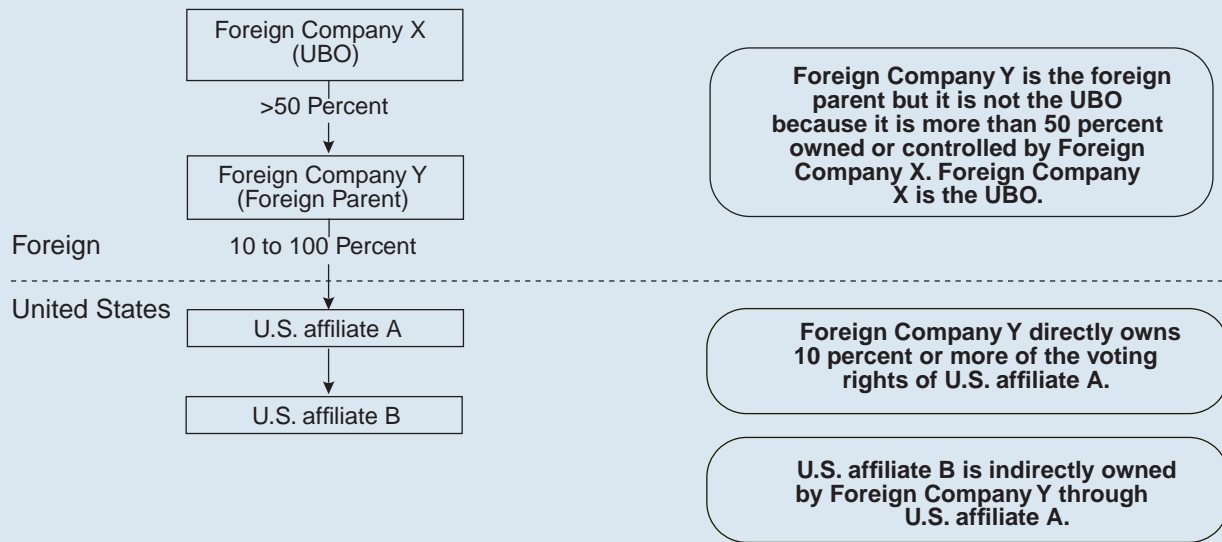 Foreign Company X
(UBO)
>50 Percent
Foreign Company Y
(Foreign Parent)
Foreign
10 to 100 Percent
United States
U.S. affiliate A
U.S. affiliate B
Foreign Company Y is the foreign
parent but it is not the UBO
because it is more than 50 percent
owned or controlled by Foreign
Company X. Foreign Company
X is the UBO.
Foreign Company Y directly owns
10 percent or more of the voting
rights of U.S. affiliate A.
U.S. affiliate B is indirectly owned
by Foreign Company Y through
U.S. affiliate A.